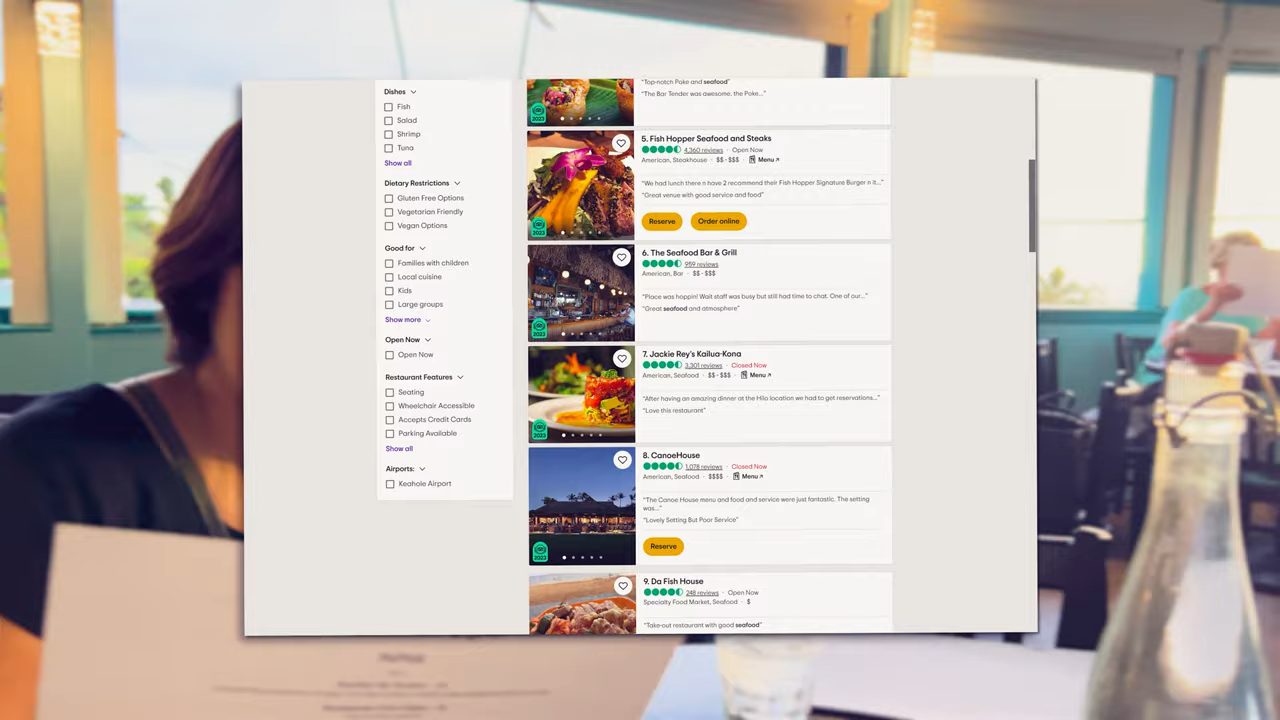 Dishes
Fish
Salad
Shrimp
Tuna
Show all
Dietary Restrictions
Gluten Free Options
Vegetarian Friendly
Vegan Options
Good for
Families with children
Local cuisine
Kids
Large groups
Show more
Open Now
Open Now
Restaurant Features
Seating
Wheelchair Accessible
Accepts Credit Cards
Parking Available
Show all
Airports:
Keahole Airport
"Top-notch Poke and seafood"
"The Bar Tender was awesome, the Poke..."
2023
5. Fish Hopper Seafood and Steaks
4,360 reviews · Open Now
American, Steakhouse · $$ - $$$ · Menu
"We had lunch there n have 2 recommend their Fish Hopper Signature Burger n it..."
"Great venue with good service and food"
Reserve Order online
2023
6. The Seafood Bar & Grill
959 reviews
American, Bar · $$ - $$$
"Place was hoppin! Wait staff was busy but still had time to chat. One of our..."
"Great seafood and atmosphere"
2023
7. Jackie Rey's Kailua-Kona
3,301 reviews · Closed Now
American, Seafood · $$ - $$$ · Menu
"After having an amazing dinner at the Hilo location we had to get reservations..."
"Love this restaurant"
2023
8. CanoeHouse
1,078 reviews · Closed Now
American, Seafood · $$$$ · Menu
"The Canoe House menu and food and service were just fantastic. The setting
was..."
"Lovely Setting But Poor Service"
Reserve
2023
9. Da Fish House
248 reviews · Open Now
Specialty Food Market, Seafood · $
"Take-out restaurant with good seafood"